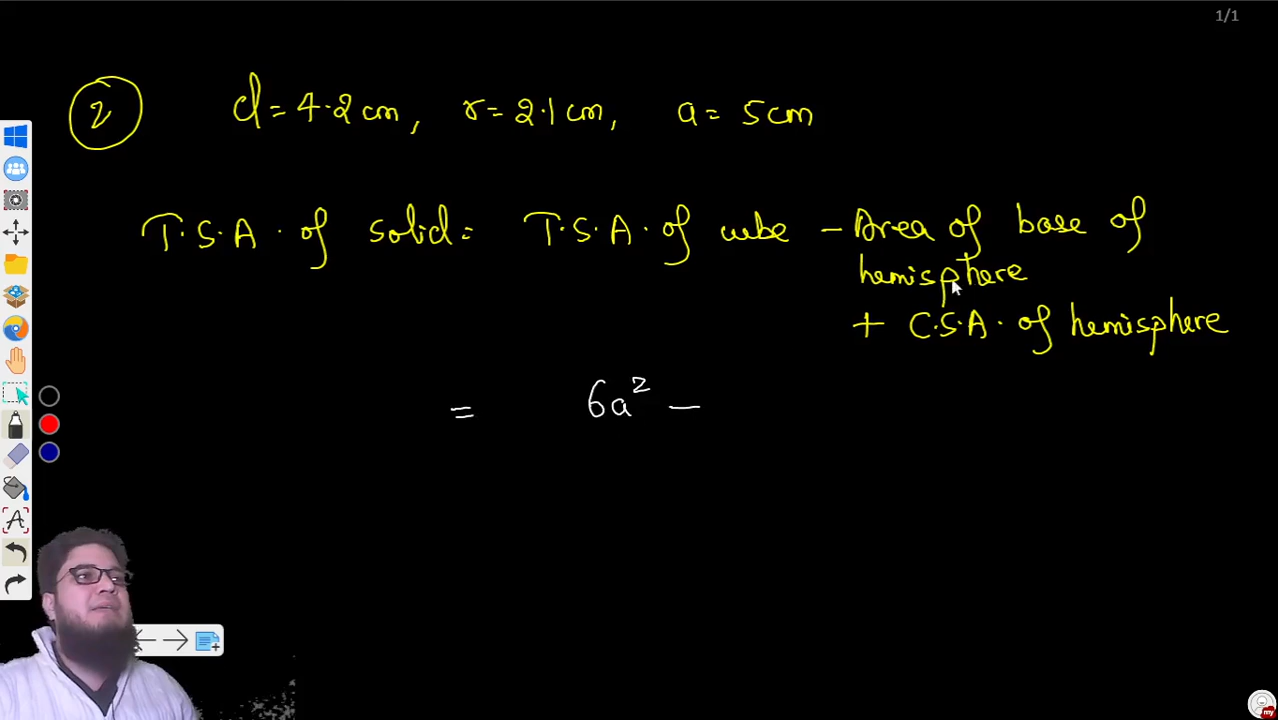 1/1
2 d = 4.2 cm, r = 2.1 cm, a = 5 cm
T.S.A. of solid = T.S.A. of cube - Area of base of
hemisphere
+ C.S.A. of hemisphere
= 6a² -
A
my